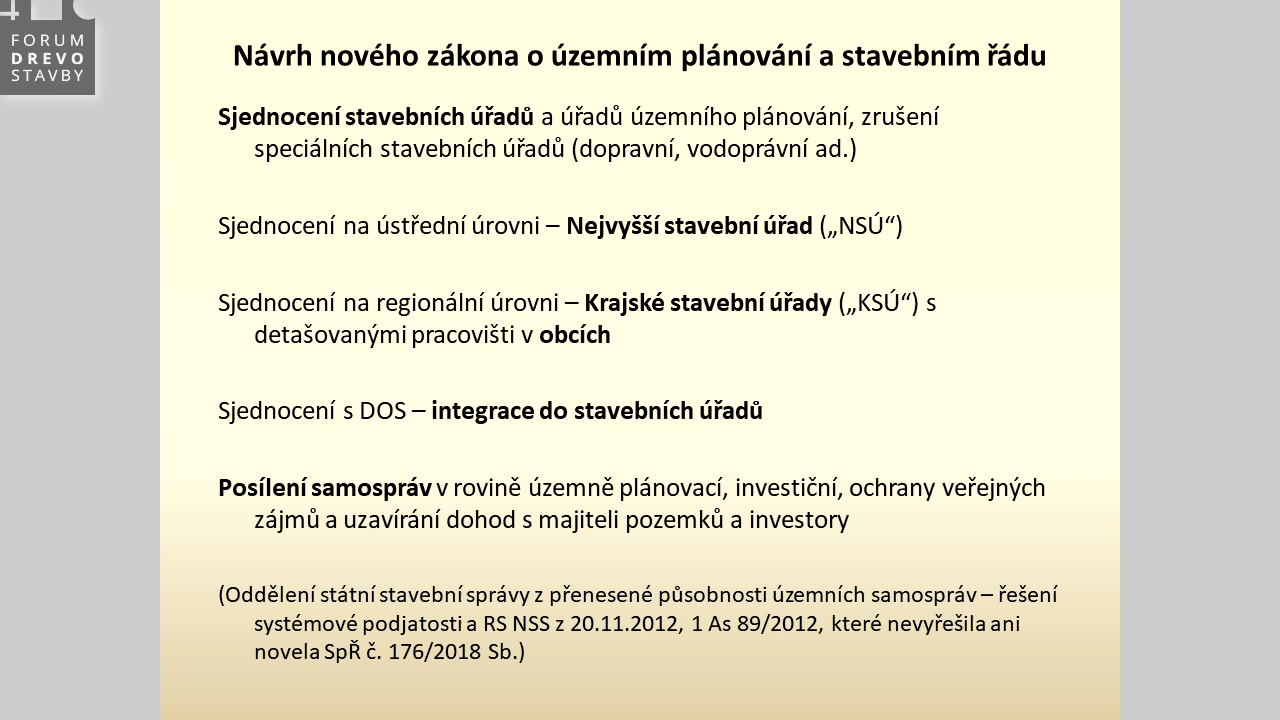 FORUM
DREVO
STAVBY
Návrh nového zákona o územním plánování a stavebním řádu
Sjednocení stavebních úřadů a úřadů územního plánování, zrušení
speciálních stavebních úřadů (dopravní, vodoprávní ad.)
Sjednocení na ústřední úrovni – Nejvyšší stavební úřad („NSÚ“)
Sjednocení na regionální úrovni – Krajské stavební úřady („KSÚ“) s
detašovanými pracovišti v obcích
Sjednocení s DOS – integrace do stavebních úřadů
Posílení samospráv v rovině územně plánovací, investiční, ochrany veřejných
zájmů a uzavírání dohod s majiteli pozemků a investory
(Oddělení státní stavební správy z přenesené působnosti územních samospráv – řešení
systémové podjatosti a RS NSS z 20.11.2012, 1 As 89/2012, které nevyřešila ani
novela SpŘ č. 176/2018 Sb.)